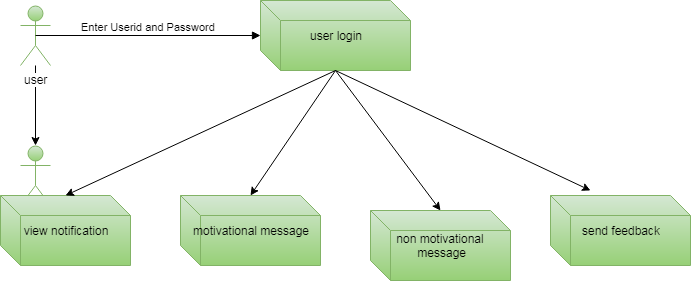 Enter Userid and Password
user login
user
view notification
motivational message
non motivational
message
send feedback